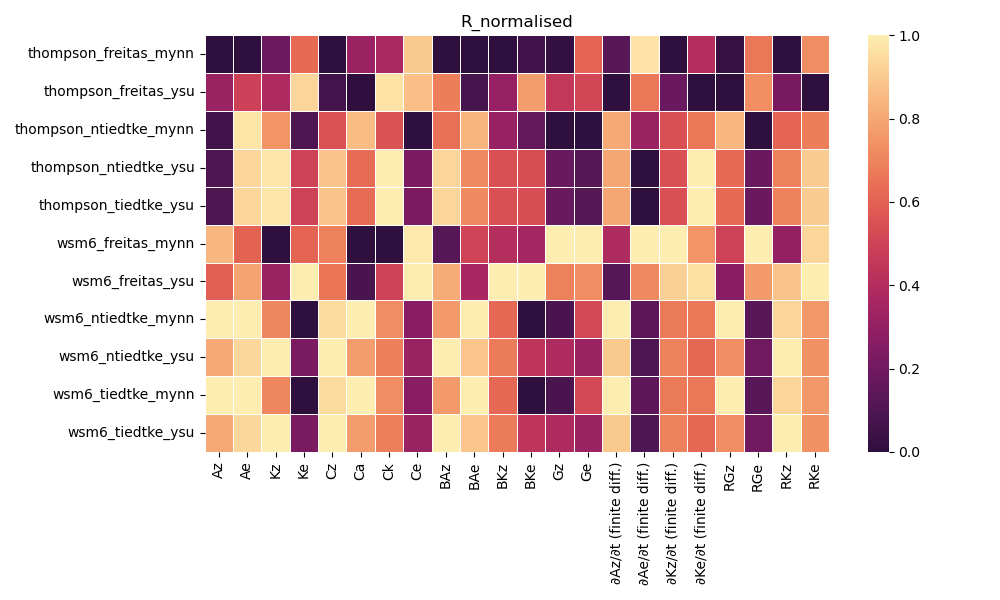 R_normalised
thompson_freitas_mynn
thompson_freitas_ysu
thompson_ntiedtke_mynn
thompson_ntiedtke_ysu
thompson_tiedtke_ysu
wsm6_freitas_mynn
wsm6_freitas_ysu
wsm6_ntiedtke_mynn
wsm6_ntiedtke_ysu
wsm6_tiedtke_mynn
wsm6_tiedtke_ysu
Az
Ae
Kz
Ke
Cz
Ca
Ck
Ce
BAz
BAe
BKz
BKe
Gz
Ge
∂Az/∂t (finite diff.)
∂Ae/∂t (finite diff.)
∂Kz/∂t (finite diff.)
∂Ke/∂t (finite diff.)
RGz
RGe
RKz
RKe
1.0
0.8
0.6
0.4
0.2
0.0